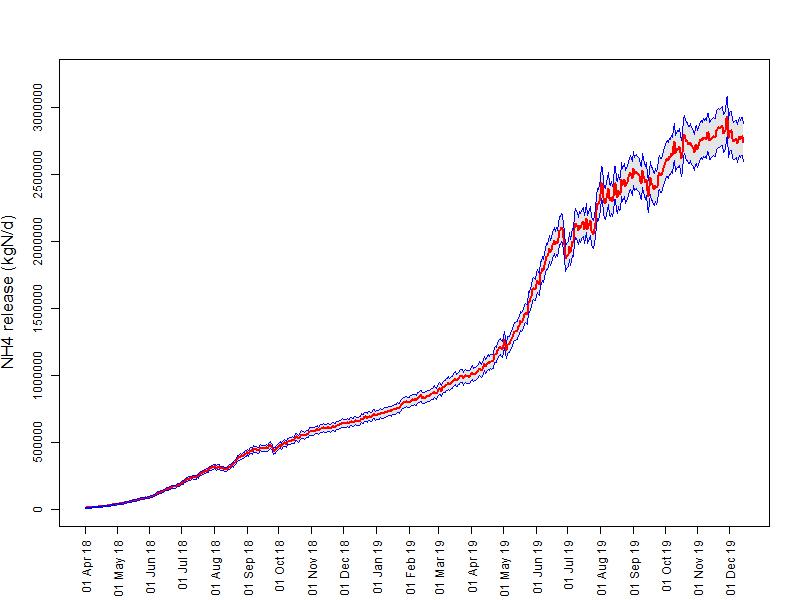 NH4 release (kgN/d)
3000000
2500000
2000000
1500000
1000000
500000
0
01 Apr 18
01 May 18
01 Jun 18
01 Jul 18
01 Aug 18
01 Sep 18
01 Oct 18
01 Nov 18
01 Dec 18
01 Jan 19
01 Feb 19
01 Mar 19
01 Apr 19
01 May 19
01 Jun 19
01 Jul 19
01 Aug 19
01 Sep 19
01 Oct 19
01 Nov 19
01 Dec 19